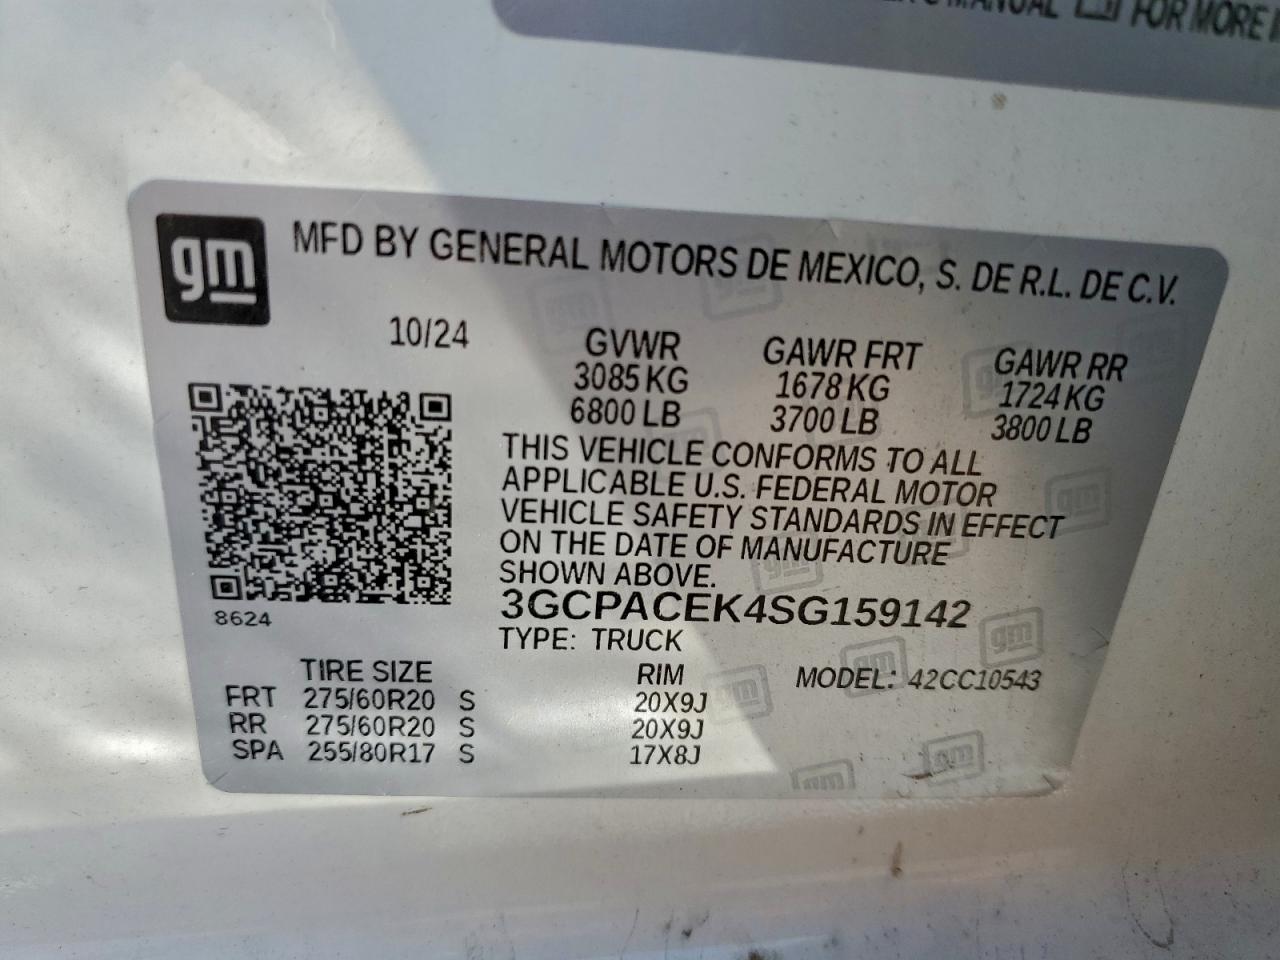 MANUAL FOR MORE
gm
MFD BY GENERAL MOTORS DE MEXICO, S. DE R.L. DE C.V.
10/24
GVWR GAWR FRT GAWR RR
3085 KG 1678 KG 1724 KG
6800 LB 3700 LB 3800 LB
THIS VEHICLE CONFORMS TO ALL
APPLICABLE U.S. FEDERAL MOTOR
VEHICLE SAFETY STANDARDS IN EFFECT
ON THE DATE OF MANUFACTURE
SHOWN ABOVE.
8624
3GCPACEK4SG159142
TYPE: TRUCK
TIRE SIZE RIM MODEL: 42CC10543
FRT 275/60R20 S 20X9J
RR 275/60R20 S 20X9J
SPA 255/80R17 S 17X8J